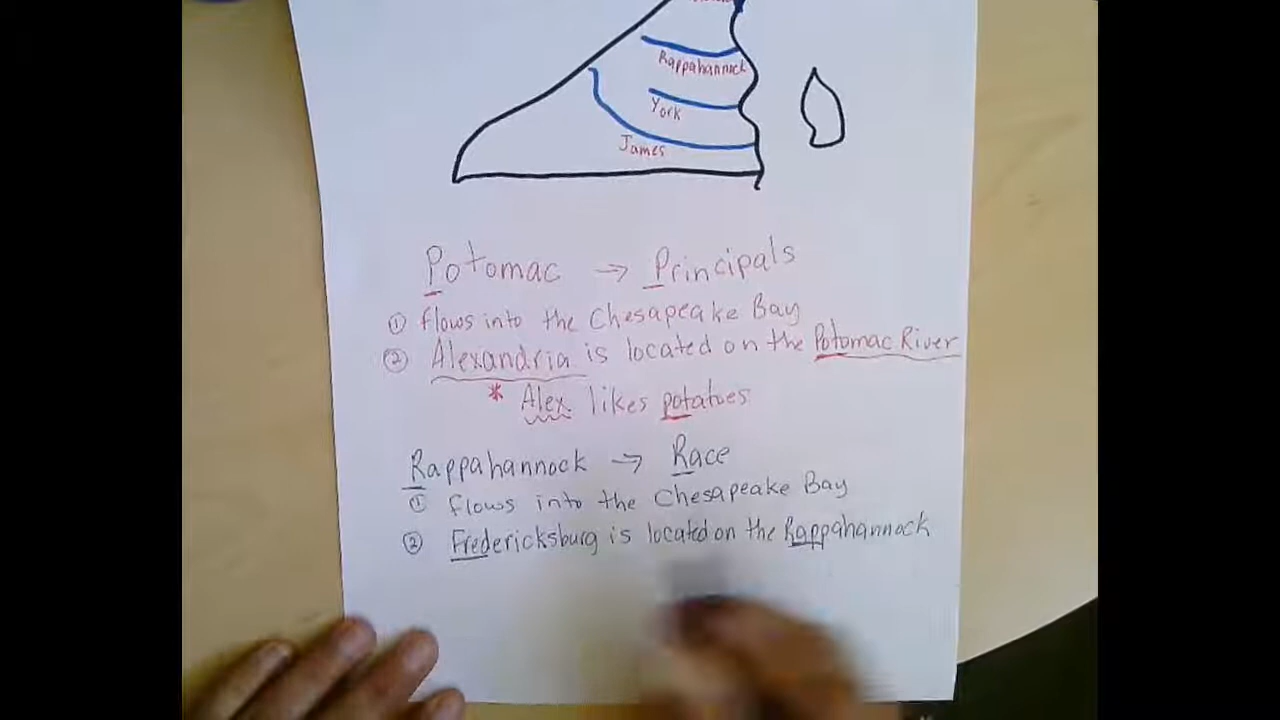 Rappahannock
York
James
Potomac → Principals
① flows into the Chesapeake Bay
② Alexandria is located on the Potomac River
* Alex likes potatoes
Rappahannock → Race
① flows into the Chesapeake Bay
② Fredericksburg is located on the Rappahannock